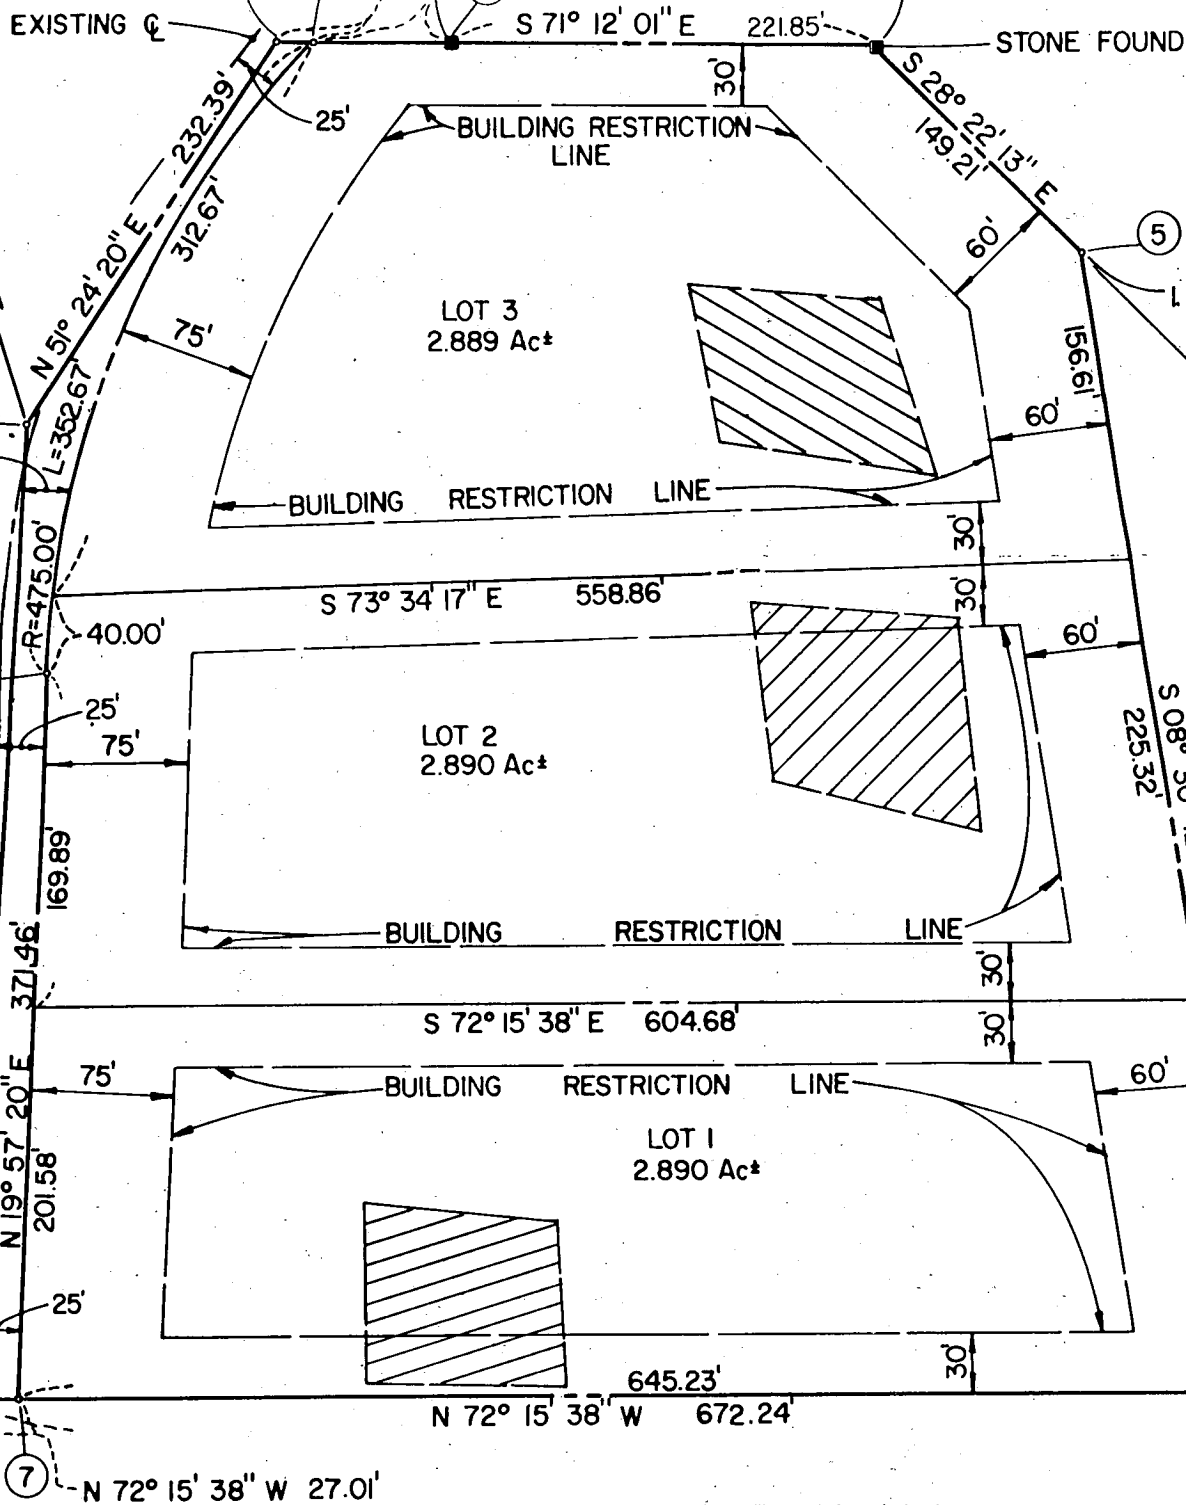 EXISTING ℄
S 71° 12' 01" E 221.85'
STONE FOUND
S 28° 22' 13" E
149.21'
30'
25'
232.39'
N 51° 24' 20" E
312.67'
BUILDING RESTRICTION
LINE
60'
5
1
LOT 3
2.889 Ac±
75'
156.61'
60'
L=352.67'
BUILDING RESTRICTION LINE
30'
R=475.00'
S 73° 34' 17" E 558.86'
30'
40.00'
60'
25'
75'
LOT 2
2.890 Ac±
S 08°
225.32'
169.89'
BUILDING RESTRICTION LINE
371.46'
30'
S 72° 15' 38" E 604.68'
30'
N 19° 57' 20" E
75'
BUILDING RESTRICTION LINE
60'
LOT 1
2.890 Ac±
201.58'
25'
30'
645.23'
N 72° 15' 38" W 672.24'
7
N 72° 15' 38" W 27.01'